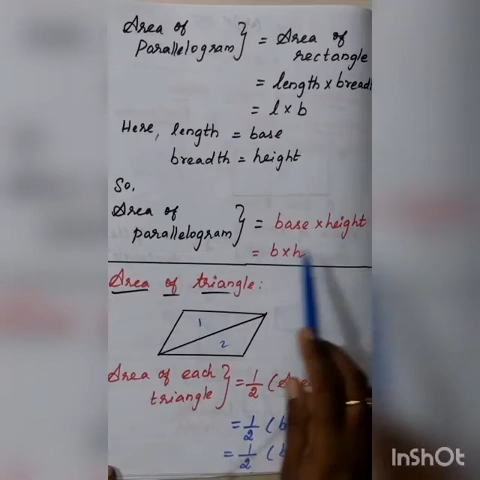 Area of
Parallelogram } = Area of
rectangle
= length × bread
= l × b
Here, length = base
breadth = height
So,
Area of
parallelogram } = base × height
= b × h
Area of triangle:
1
2
Area of each
triangle } = 1/2 (
= 1/2 ( b
= 1/2 ( b
InShOt